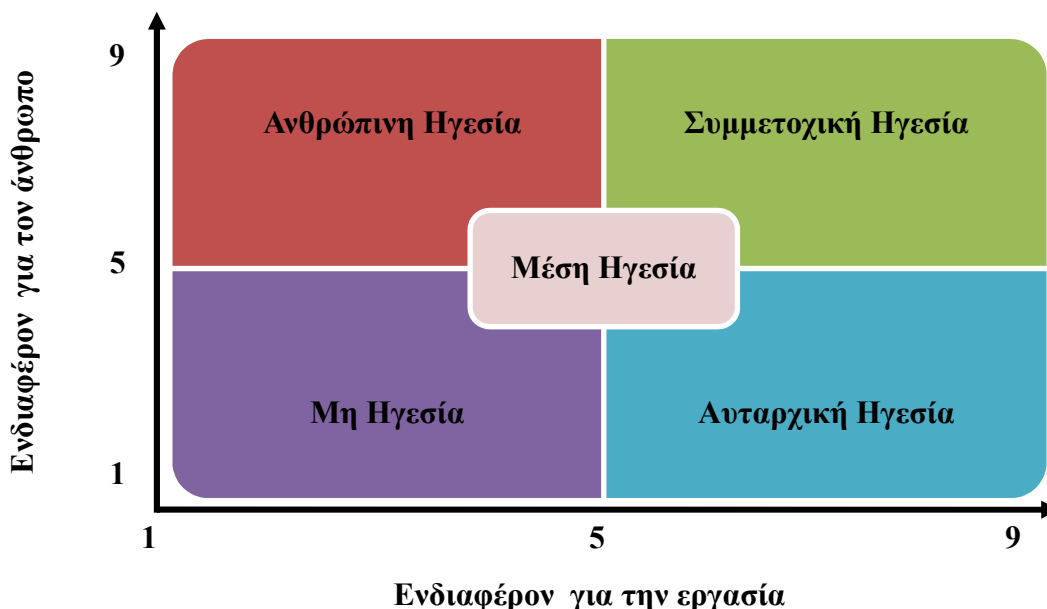 Ενδιαφέρον για τον άνθρωπο
9
Ανθρώπινη Ηγεσία
Συμμετοχική Ηγεσία
5
Μέση Ηγεσία
Μη Ηγεσία
Αυταρχική Ηγεσία
1
1
5
9
Ενδιαφέρον για την εργασία